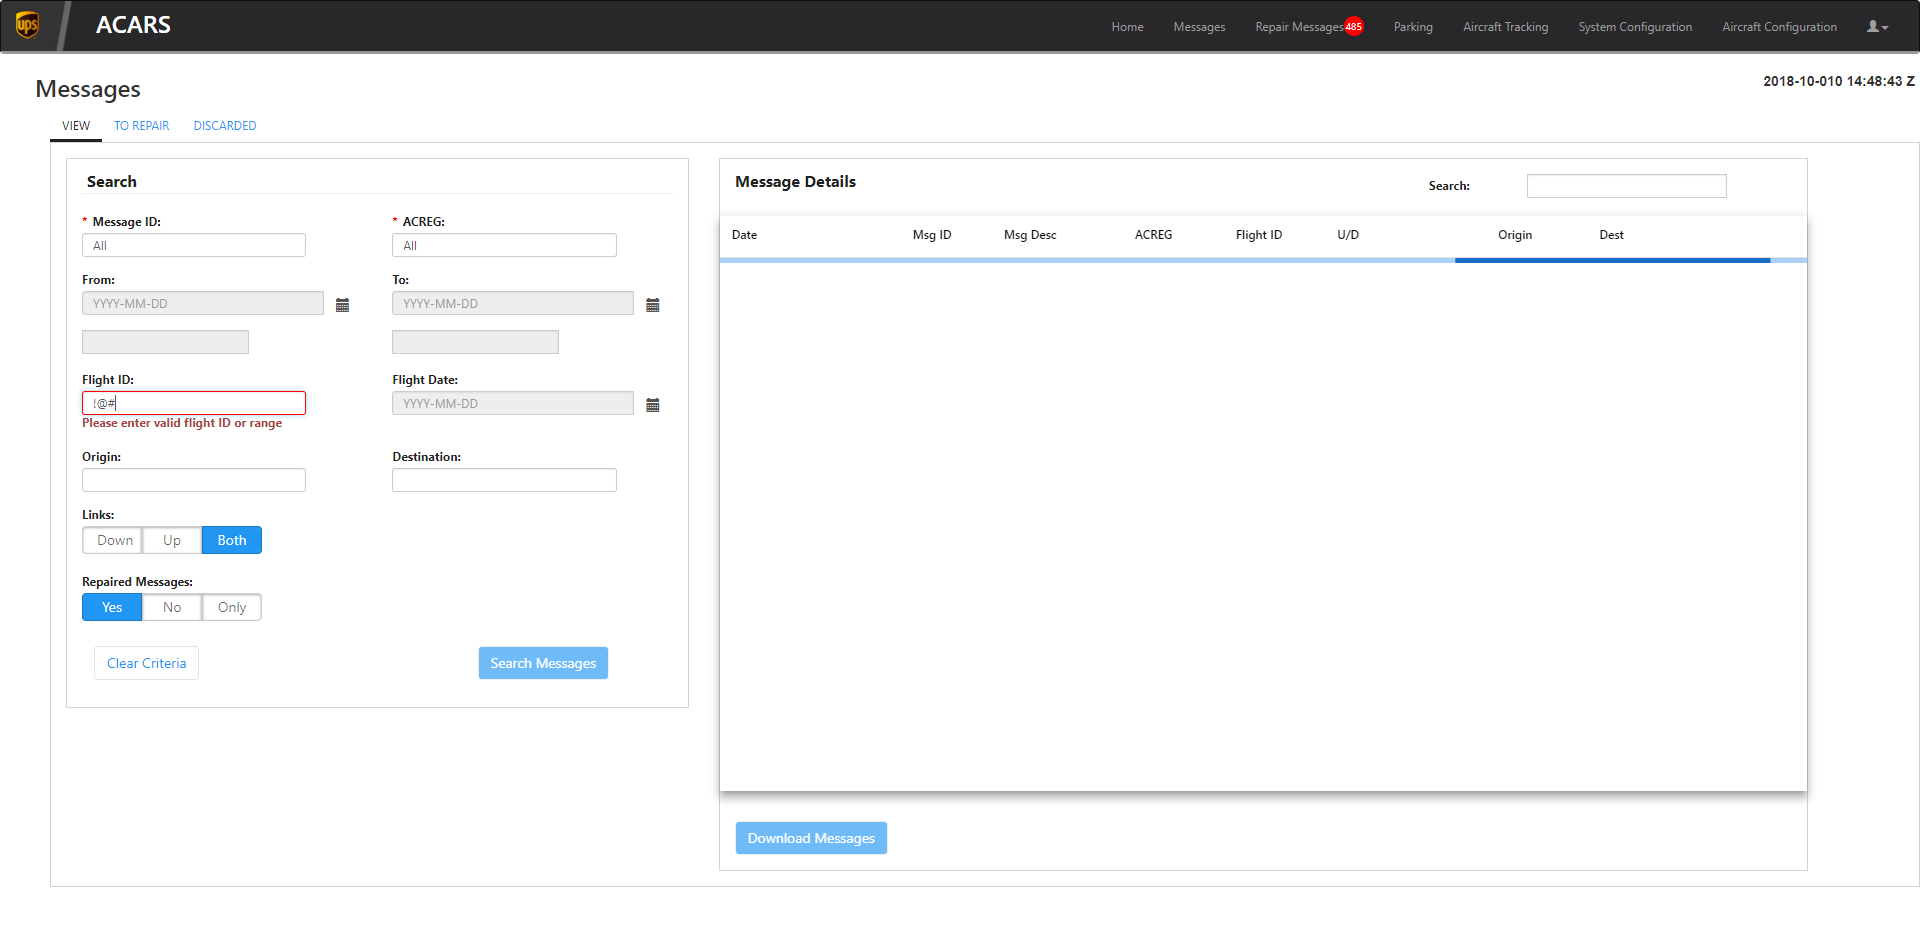 ups
ACARS
Home Messages Repair Messages 485 Parking Aircraft Tracking System Configuration Aircraft Configuration
Messages
2018-10-010 14:48:43 Z
VIEW TO REPAIR DISCARDED
Search
* Message ID: * ACREG:
All All
From: To:
YYYY-MM-DD YYYY-MM-DD
Flight ID: Flight Date:
!@# YYYY-MM-DD
Please enter valid flight ID or range
Origin: Destination:
Links:
Down Up Both
Repaired Messages:
Yes No Only
Clear Criteria Search Messages
Message Details Search:
Date Msg ID Msg Desc ACREG Flight ID U/D Origin Dest
Download Messages